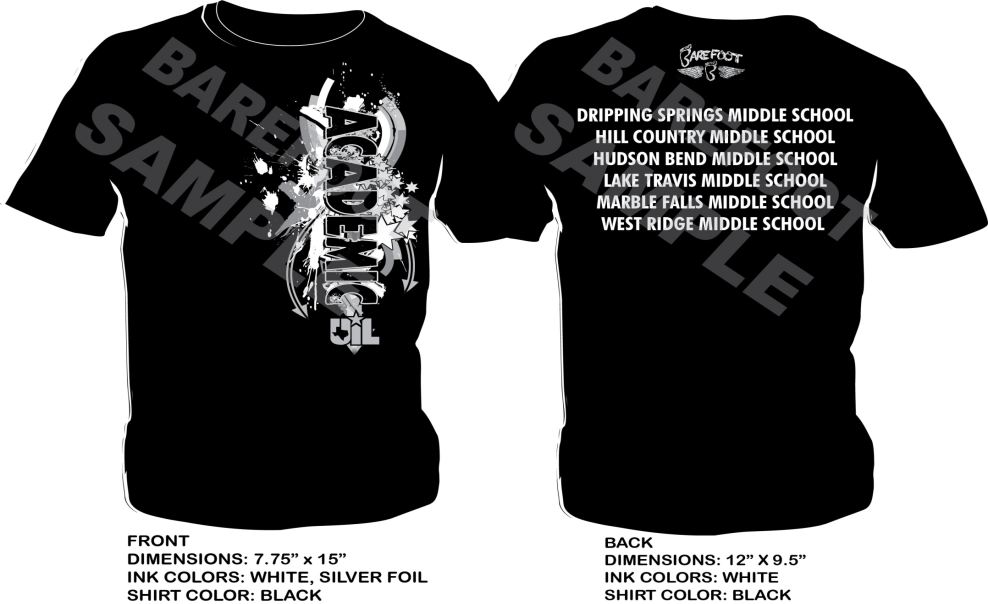 BAREFOOT
SAMPLE
ACADEMIC
UIL
BAREFOOT
BAREFOOT
SAMPLE
DRIPPING SPRINGS MIDDLE SCHOOL
HILL COUNTRY MIDDLE SCHOOL
HUDSON BEND MIDDLE SCHOOL
LAKE TRAVIS MIDDLE SCHOOL
MARBLE FALLS MIDDLE SCHOOL
WEST RIDGE MIDDLE SCHOOL
FRONT
DIMENSIONS: 7.75” x 15”
INK COLORS: WHITE, SILVER FOIL
SHIRT COLOR: BLACK
BACK
DIMENSIONS: 12” X 9.5”
INK COLORS: WHITE
SHIRT COLOR: BLACK